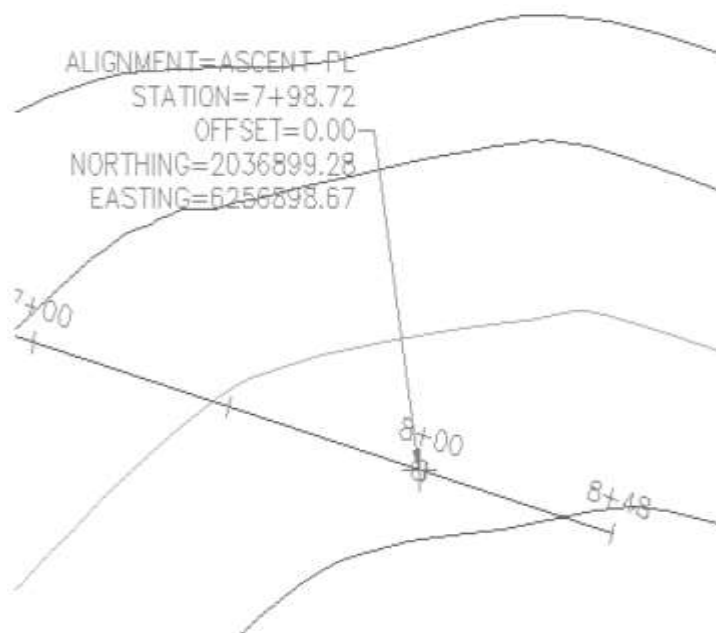 ALIGNMENT=ASCENT PL
STATION=7+98.72
OFFSET=0.00
NORTHING=2036899.28
EASTING=6256898.67
7+00
8+00
8+48